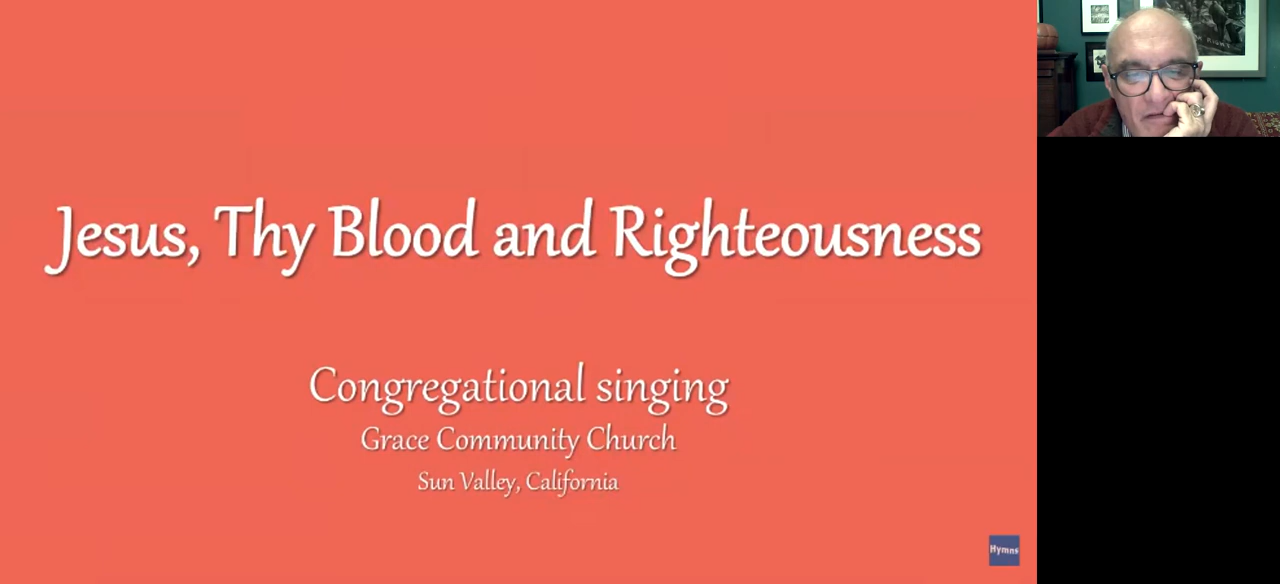 Jesus, Thy Blood and Righteousness
Congregational singing
Grace Community Church
Sun Valley, California
Hymns